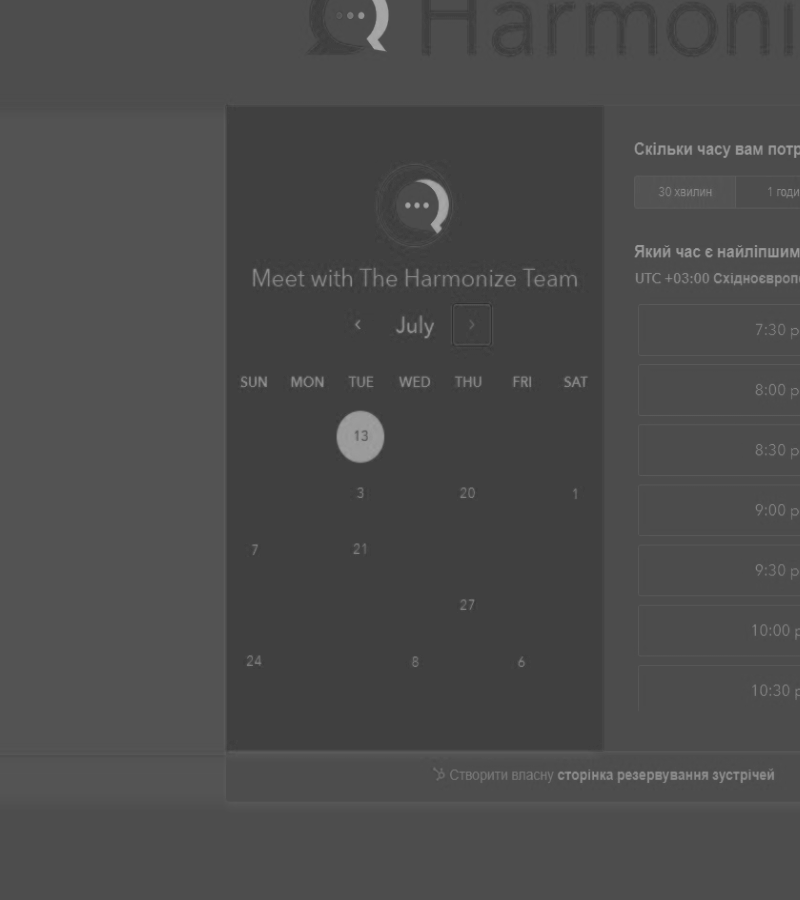 Harmoni
Meet with The Harmonize Team
July
SUN MON TUE WED THU FRI SAT
13
3 20 1
7 21
27
24 8 6
Скільки часу вам потр
30 хвилин 1 годи
Який час є найліпшим
UTC +03:00 Східноєвропе
7:30 p
8:00 p
8:30 p
9:00 p
9:30 p
10:00 p
10:30 p
Створити власну сторінка резервування зустрічей